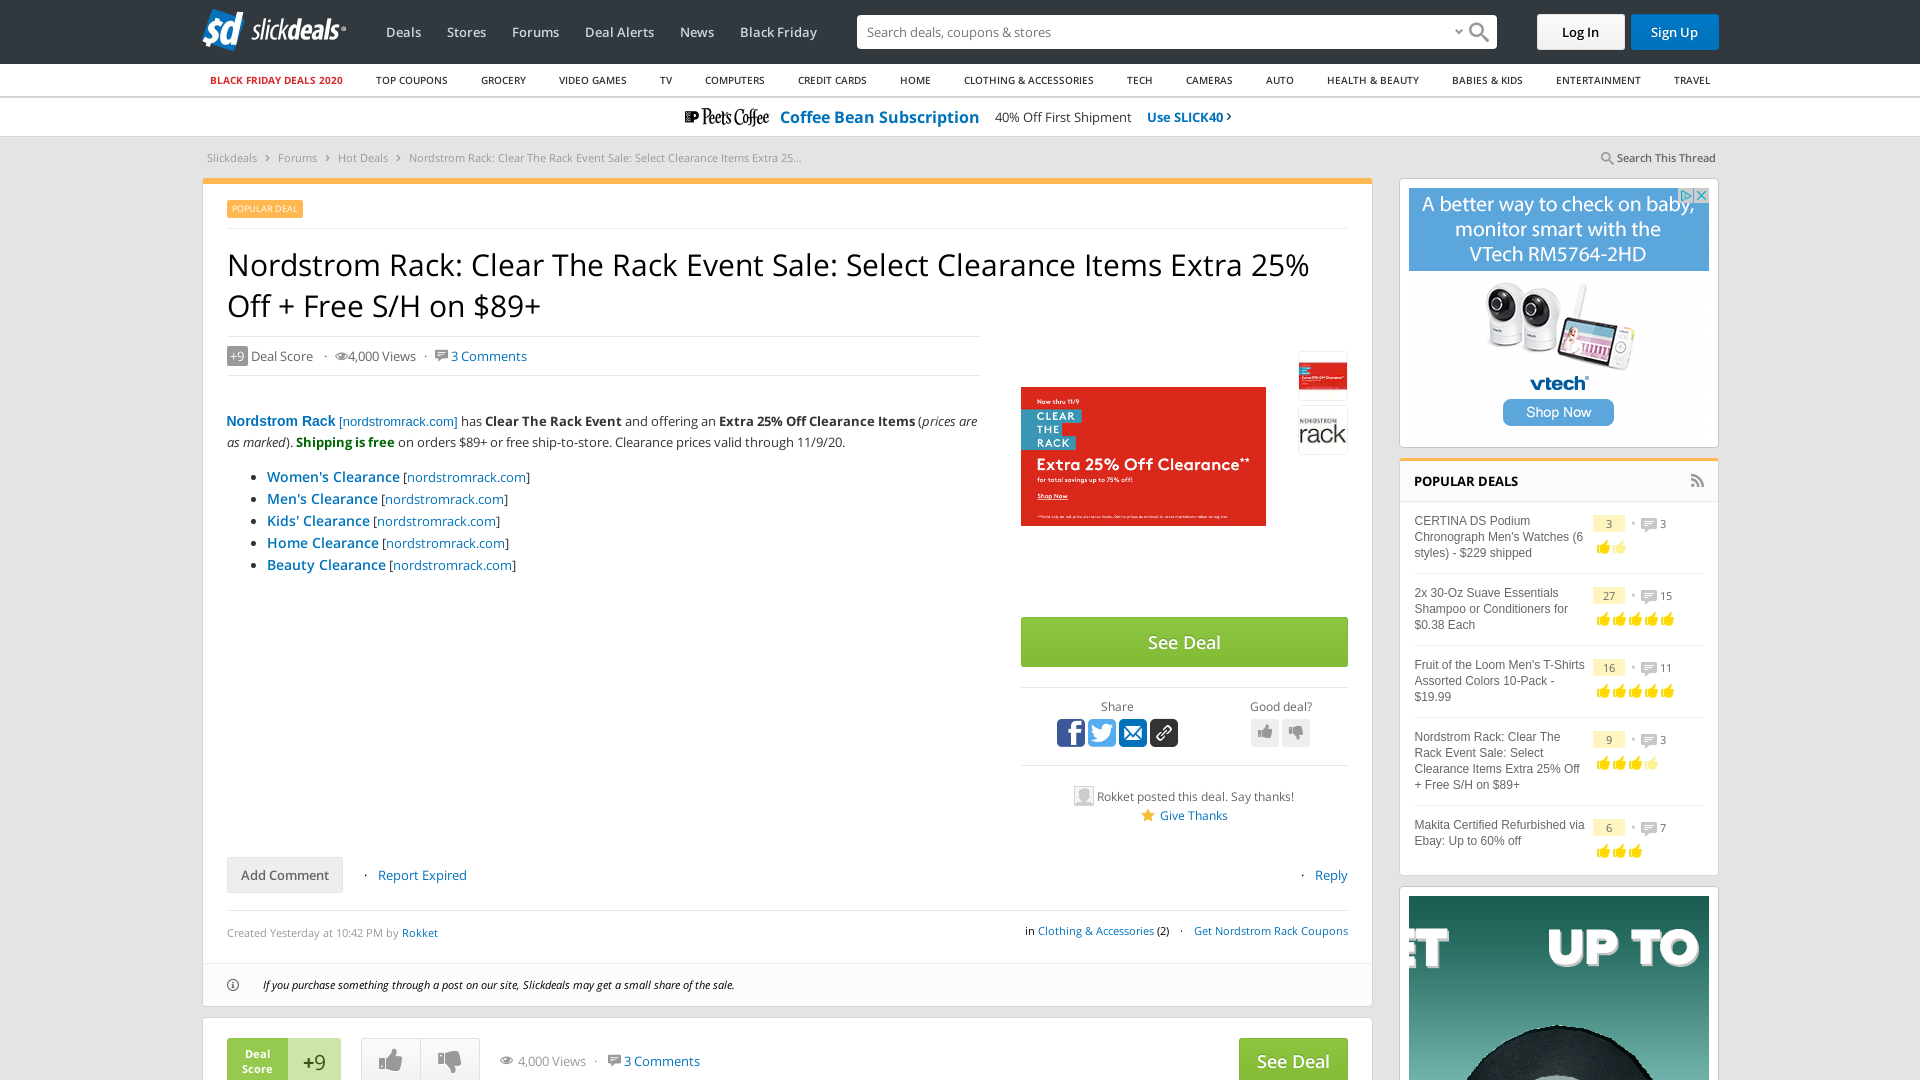 sd slickdeals
Deals Stores Forums Deal Alerts News Black Friday
Search deals, coupons & stores
Log In
Sign Up
BLACK FRIDAY DEALS 2020 TOP COUPONS GROCERY VIDEO GAMES TV COMPUTERS CREDIT CARDS HOME CLOTHING & ACCESSORIES TECH CAMERAS AUTO HEALTH & BEAUTY BABIES & KIDS ENTERTAINMENT TRAVEL
Peet's Coffee Coffee Bean Subscription 40% Off First Shipment Use SLICK40
Slickdeals Forums Hot Deals Nordstrom Rack: Clear The Rack Event Sale: Select Clearance Items Extra 25...
Search This Thread
POPULAR DEAL
Nordstrom Rack: Clear The Rack Event Sale: Select Clearance Items Extra 25%
Off + Free S/H on $89+
+9 Deal Score · 4,000 Views · 3 Comments
Nordstrom Rack [nordstromrack.com] has Clear The Rack Event and offering an Extra 25% Off Clearance Items (prices are
as marked). Shipping is free on orders $89+ or free ship-to-store. Clearance prices valid through 11/9/20.
Women's Clearance [nordstromrack.com]
Men's Clearance [nordstromrack.com]
Kids' Clearance [nordstromrack.com]
Home Clearance [nordstromrack.com]
Beauty Clearance [nordstromrack.com]
Now thru 11/9
CLEAR
THE
RACK
Extra 25% Off Clearance**
for total savings up to 75% off!
Shop Now
NORDSTROM
rack
See Deal
Share
Good deal?
Rokket posted this deal. Say thanks!
Give Thanks
Add Comment · Report Expired
· Reply
Created Yesterday at 10:42 PM by Rokket
in Clothing & Accessories (2) · Get Nordstrom Rack Coupons
If you purchase something through a post on our site, Slickdeals may get a small share of the sale.
Deal
Score
+9
4,000 Views · 3 Comments
See Deal
A better way to check on baby,
monitor smart with the
VTech RM5764-2HD
vtech
Shop Now
POPULAR DEALS
CERTINA DS Podium
Chronograph Men's Watches (6
styles) - $229 shipped
3 · 3
2x 30-Oz Suave Essentials
Shampoo or Conditioners for
$0.38 Each
27 · 15
Fruit of the Loom Men's T-Shirts
Assorted Colors 10-Pack -
$19.99
16 · 11
Nordstrom Rack: Clear The
Rack Event Sale: Select
Clearance Items Extra 25% Off
+ Free S/H on $89+
9 · 3
Makita Certified Refurbished via
Ebay: Up to 60% off
6 · 7
ET UP TO